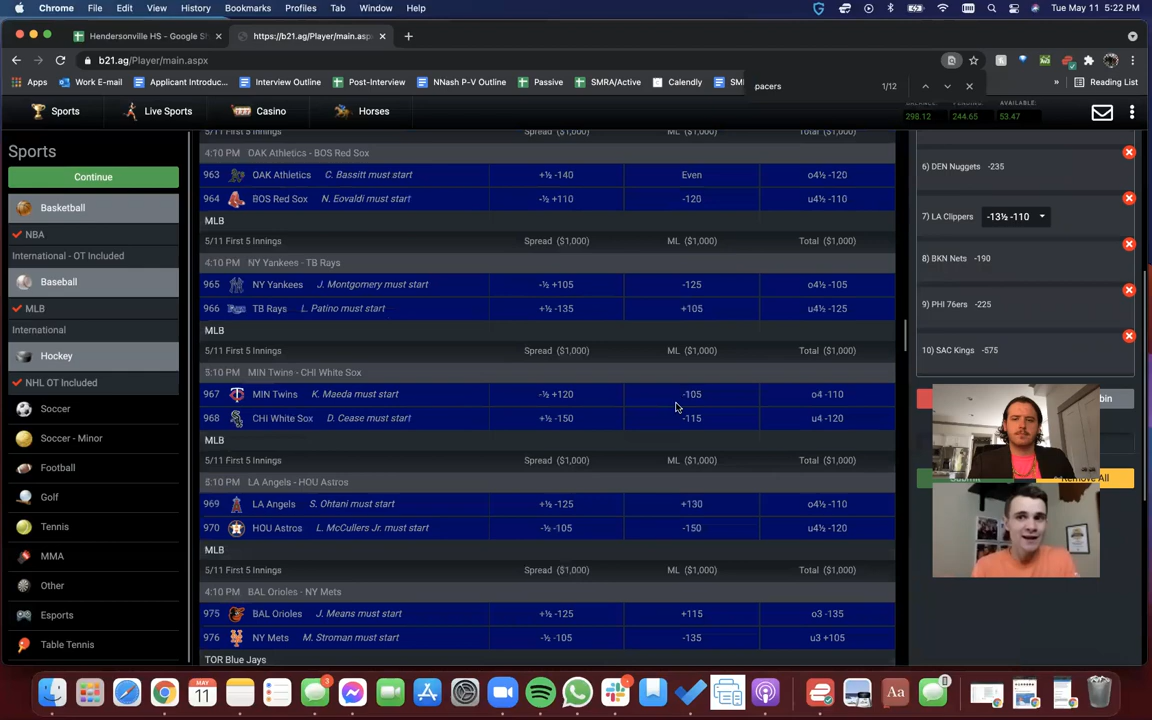 Chrome File Edit View History Bookmarks Profiles Tab Window Help Tue May 11 5:22 PM
Hendersonville HS - Google Sh https://b21.ag/Player/main.asp
b21.ag/Player/main.aspx
Apps Work E-mail Applicant Introduc... Interview Outline Post-Interview NNash P-V Outline Passive SMRA/Active Calendly SMI » Reading List
pacers 1/12
Sports Live Sports Casino Horses
BALANCE: PENDING: AVAILABLE:
298.12 244.65 53.47
Sports
Continue
Basketball
NBA
International - OT Included
Baseball
MLB
International
Hockey
NHL OT Included
Soccer
Soccer - Minor
Football
Golf
Tennis
MMA
Other
Esports
Table Tennis
5/11 First 5 Innings Spread ($1,000) ML ($1,000) Total ($1,000)
4:10 PM OAK Athletics - BOS Red Sox
963 OAK Athletics C. Bassitt must start +½ -140 Even o4½ -120
964 BOS Red Sox N. Eovaldi must start -½ +110 -120 u4½ -110
MLB
5/11 First 5 Innings Spread ($1,000) ML ($1,000) Total ($1,000)
4:10 PM NY Yankees - TB Rays
965 NY Yankees J. Montgomery must start -½ +105 -125 o4½ -105
966 TB Rays L. Patino must start +½ -135 +105 u4½ -125
MLB
5/11 First 5 Innings Spread ($1,000) ML ($1,000) Total ($1,000)
5:10 PM MIN Twins - CHI White Sox
967 MIN Twins K. Maeda must start -½ +120 -105 o4 -110
968 CHI White Sox D. Cease must start +½ -150 -115 u4 -120
MLB
5/11 First 5 Innings Spread ($1,000) ML ($1,000) Total ($1,000)
5:10 PM LA Angels - HOU Astros
969 LA Angels S. Ohtani must start +½ -125 +130 o4½ -110
970 HOU Astros L. McCullers Jr. must start -½ -105 -150 u4½ -120
MLB
5/11 First 5 Innings Spread ($1,000) ML ($1,000) Total ($1,000)
4:10 PM BAL Orioles - NY Mets
975 BAL Orioles J. Means must start +½ -125 +115 o3 -135
976 NY Mets M. Stroman must start -½ -105 -135 u3 +105
TOR Blue Jays
6) DEN Nuggets -235
7) LA Clippers -13½ -110
8) BKN Nets -190
9) PHI 76ers -225
10) SAC Kings -575
MAY
11
3